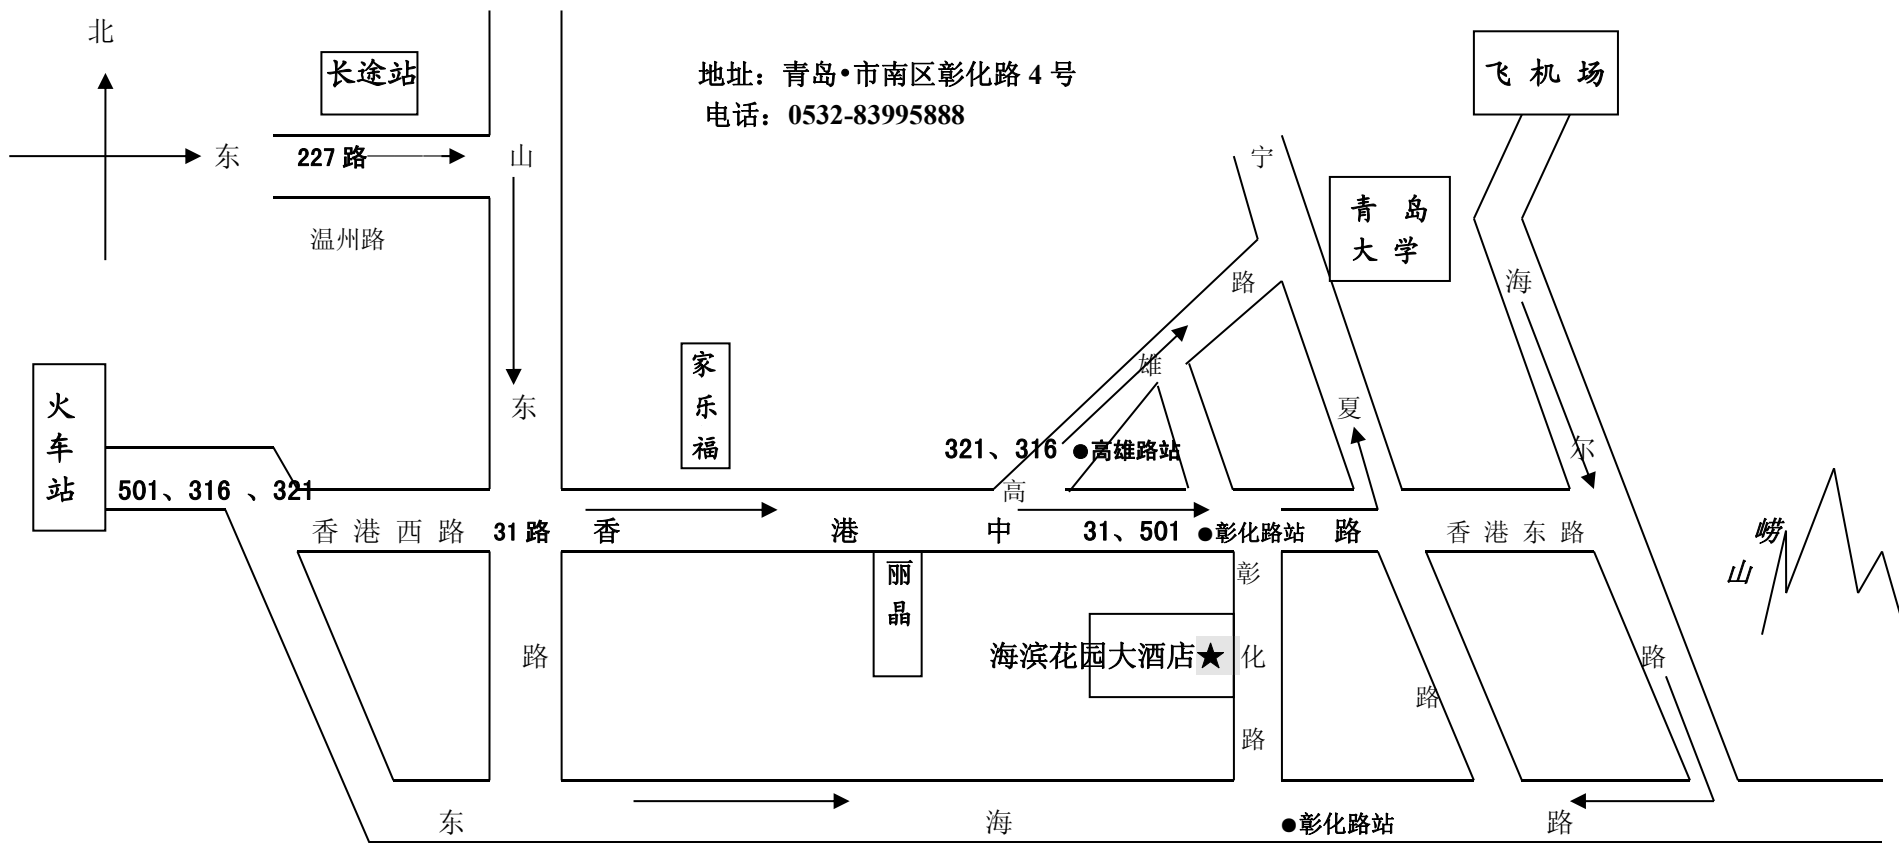 北
长途站
地址：青岛•市南区彰化路 4 号
电话：0532-83995888
飞 机 场
东
227 路
山
宁
青 岛
大 学
温州路
路
海
家
乐
福
雄
火
车
站
东
夏
321、316 ●高雄路站
尔
501、316 、321
高
香 港 西 路 31 路 香 港 中 31、501 ●彰化路站 路 香 港 东 路
崂
山
丽
晶
彰
路
海滨花园大酒店★
化
路
路
路
东 海 ●彰化路站 路